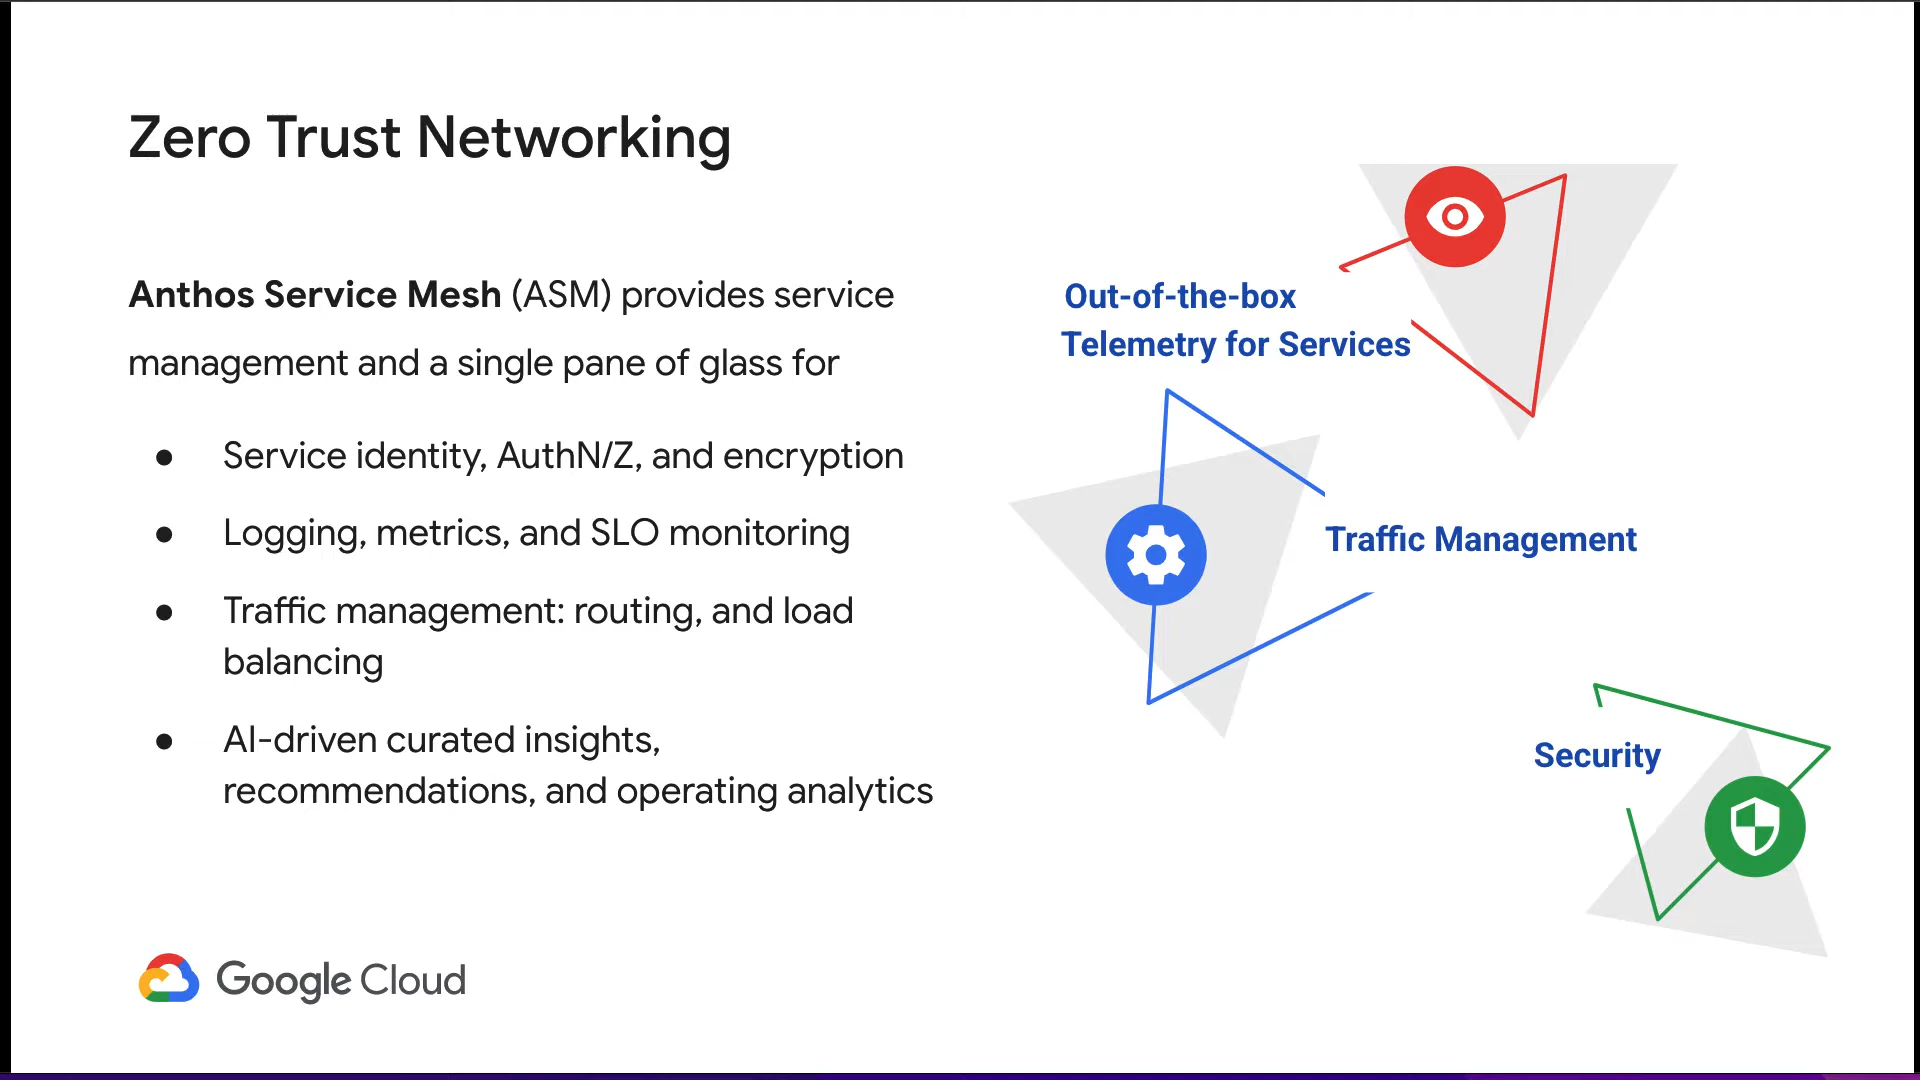 Zero Trust Networking
Anthos Service Mesh (ASM) provides service
management and a single pane of glass for
● Service identity, AuthN/Z, and encryption
● Logging, metrics, and SLO monitoring
● Traffic management: routing, and load
balancing
● AI-driven curated insights,
recommendations, and operating analytics
Out-of-the-box
Telemetry for Services
Traffic Management
Security
Google Cloud